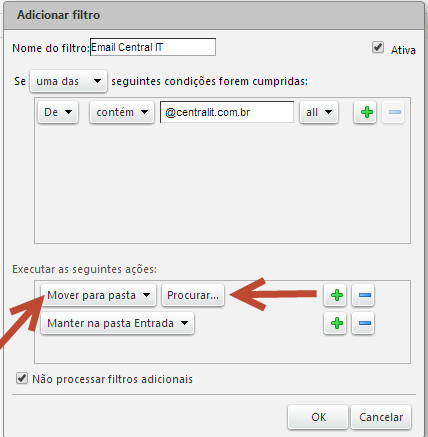 Adicionar filtro
Nome do filtro: Email Central IT Ativa
Se uma das seguintes condições forem cumpridas:
De contém @centralit.com.br all
Executar as seguintes ações:
Mover para pasta Procurar...
Manter na pasta Entrada
Não processar filtros adicionais
OK Cancelar